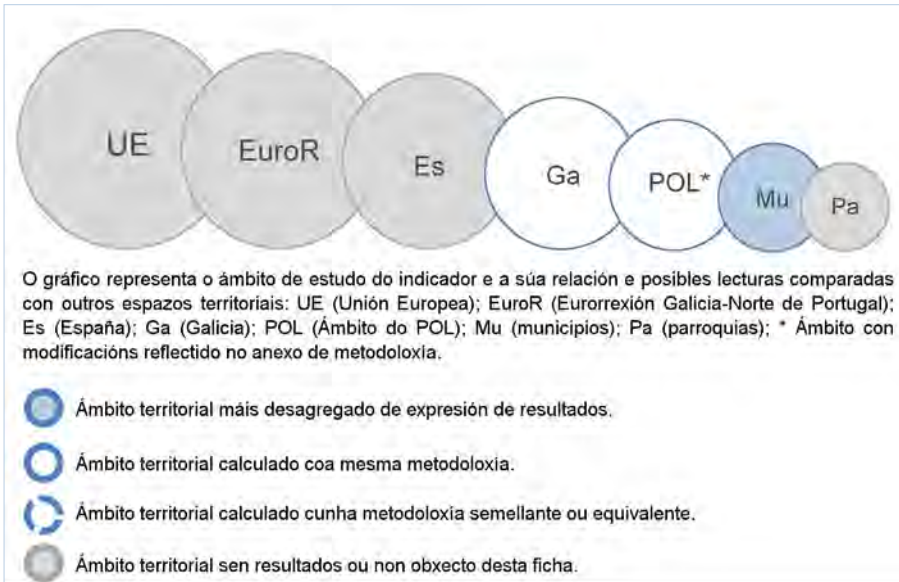 UE EuroR Es Ga POL* Mu Pa
O gráfico representa o ámbito de estudo do indicador e a súa relación e posibles lecturas comparadas
con outros espazos territoriais: UE (Unión Europea); EuroR (Eurorrexión Galicia-Norte de Portugal);
Es (España); Ga (Galicia); POL (Ámbito do POL); Mu (municipios); Pa (parroquias); * Ámbito con
modificacións reflectido no anexo de metodoloxia.
Ámbito territorial máis desagregado de expresión de resultados.
Ámbito territorial calculado coa mesma metodoloxia.
Ámbito territorial calculado cunha metodoloxia semellante ou equivalente.
Ámbito territorial sen resultados ou non obxecto desta ficha.